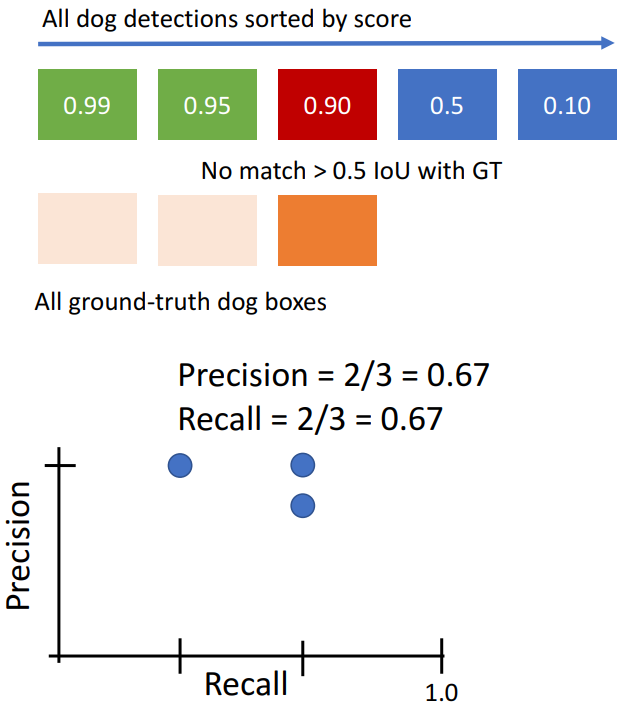 All dog detections sorted by score
0.99 0.95 0.90 0.5 0.10
No match > 0.5 IoU with GT
All ground-truth dog boxes
Precision = 2/3 = 0.67
Recall = 2/3 = 0.67
Precision
Recall
1.0